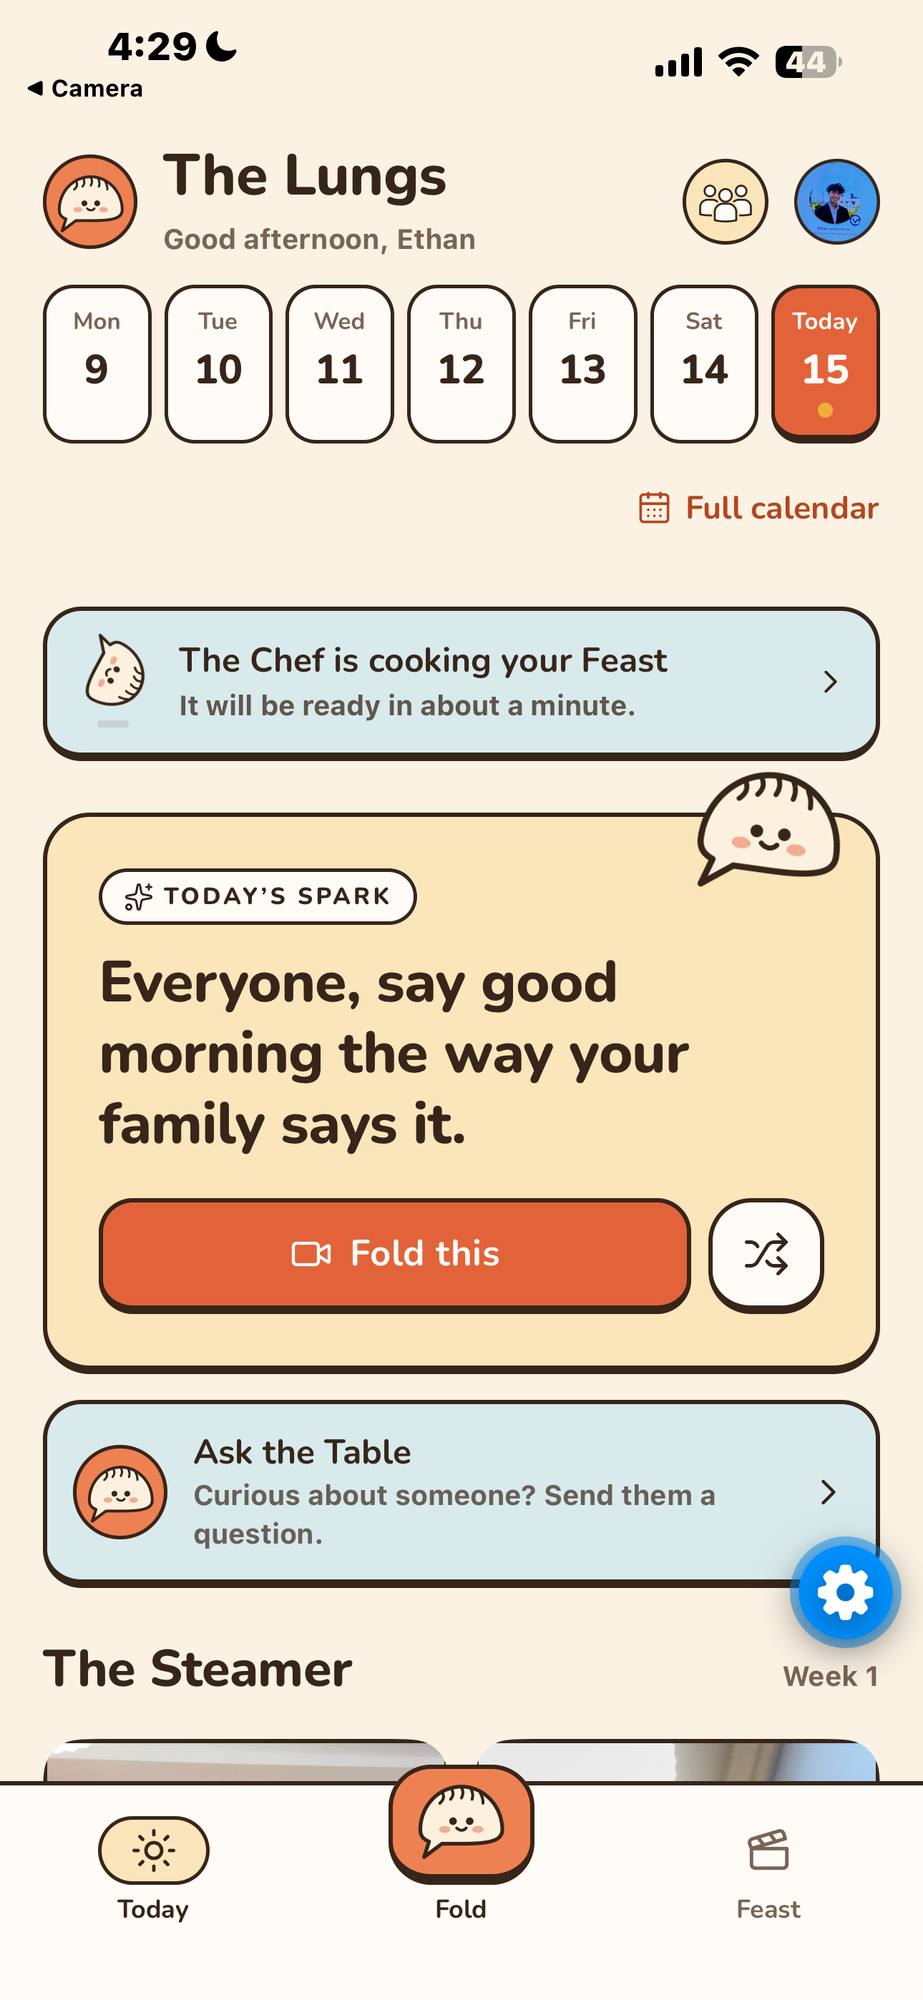 4:29
44
Camera
The Lungs
Good afternoon, Ethan
Mon
9
Tue
10
Wed
11
Thu
12
Fri
13
Sat
14
Today
15
Full calendar
The Chef is cooking your Feast
It will be ready in about a minute.
TODAY’S SPARK
Everyone, say good
morning the way your
family says it.
Fold this
Ask the Table
Curious about someone? Send them a
question.
The Steamer
Week 1
Today
Fold
Feast